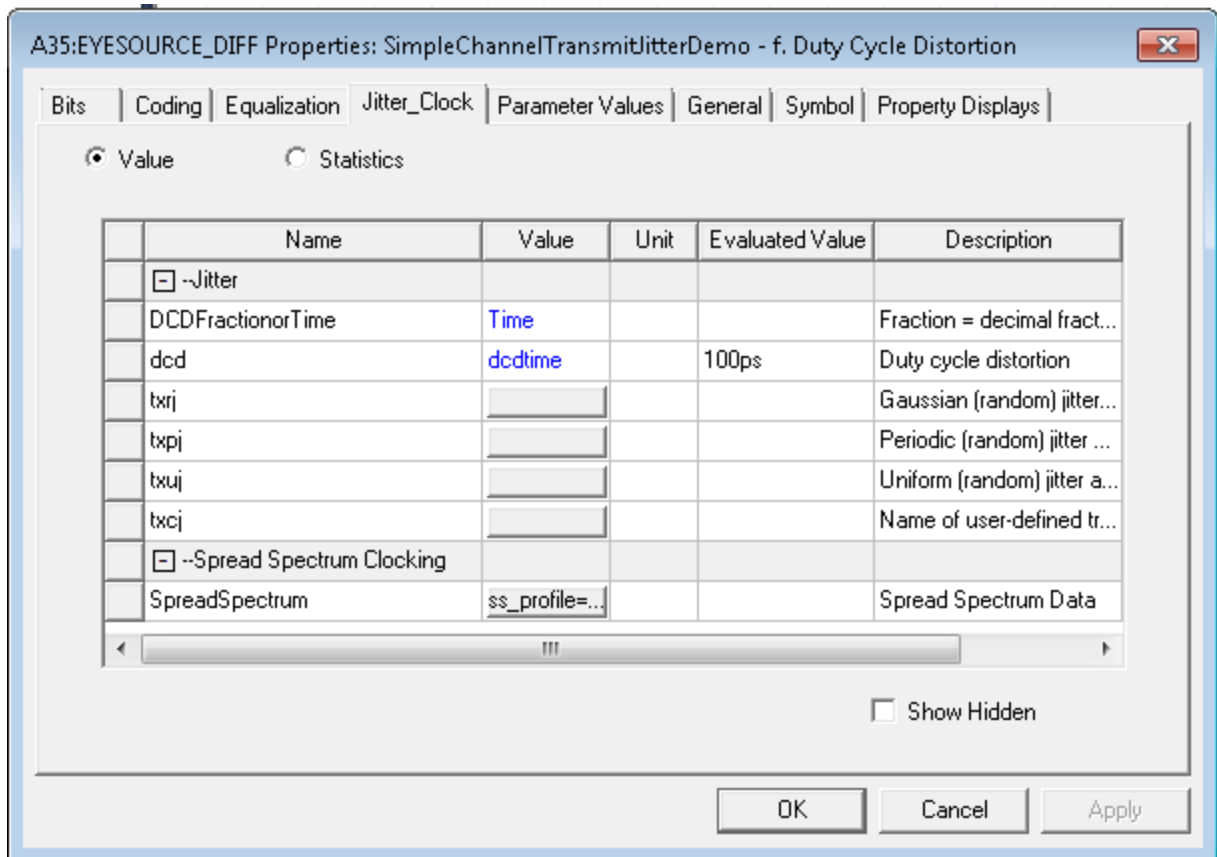 A35:EYESOURCE_DIFF Properties: SimpleChannelTransmitJitterDemo - f. Duty Cycle Distortion
Bits Coding Equalization Jitter_Clock Parameter Values General Symbol Property Displays
Value Statistics
Name Value Unit Evaluated Value Description
--Jitter
DCDFractionorTime Time Fraction = decimal fract...
dcd dcdtime 100ps Duty cycle distortion
txrj Gaussian (random) jitter...
txpj Periodic (random) jitter ...
txuj Uniform (random) jitter a...
txcj Name of user-defined tr...
--Spread Spectrum Clocking
SpreadSpectrum ss_profile=... Spread Spectrum Data
Show Hidden
OK Cancel Apply